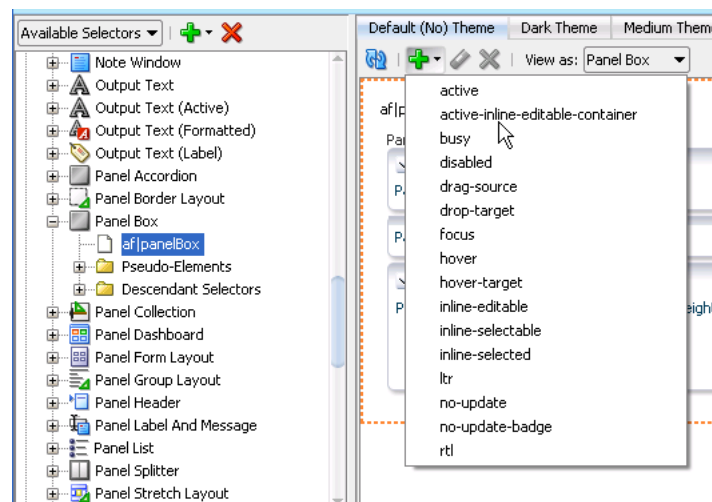 Available Selectors
Note Window
Output Text
Output Text (Active)
Output Text (Formatted)
Output Text (Label)
Panel Accordion
Panel Border Layout
Panel Box
af|panelBox
Pseudo-Elements
Descendant Selectors
Panel Collection
Panel Dashboard
Panel Form Layout
Panel Group Layout
Panel Header
Panel Label And Message
Panel List
Panel Splitter
Panel Stretch Layout
Default (No) Theme
Dark Theme
Medium Them
View as: Panel Box
active
active-inline-editable-container
busy
disabled
drag-source
drop-target
focus
hover
hover-target
inline-editable
inline-selectable
inline-selected
ltr
no-update
no-update-badge
rtl